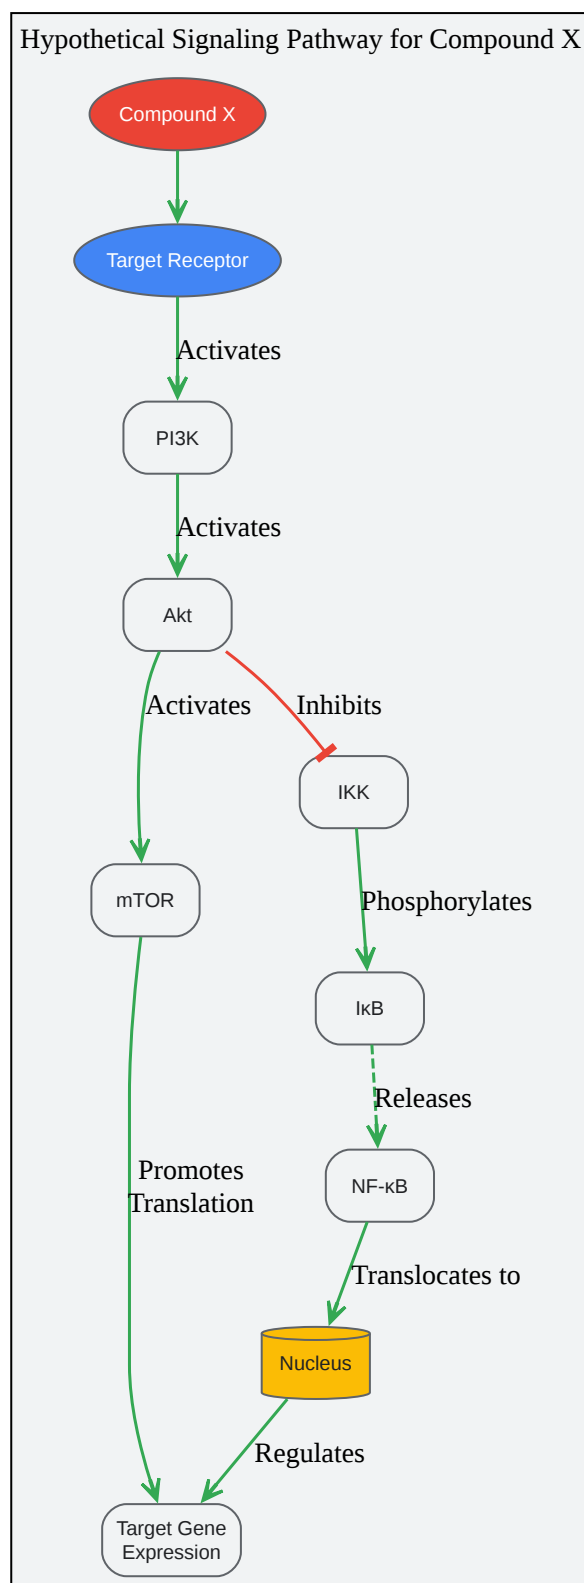 Hypothetical Signaling Pathway for Compound X
Compound X
Target Receptor
Activates
PI3K
Activates
Akt
Activates
Inhibits
IKK
mTOR
Phosphorylates
IκB
Releases
Promotes
Translation
NF-κB
Translocates to
Nucleus
Regulates
Target Gene
Expression